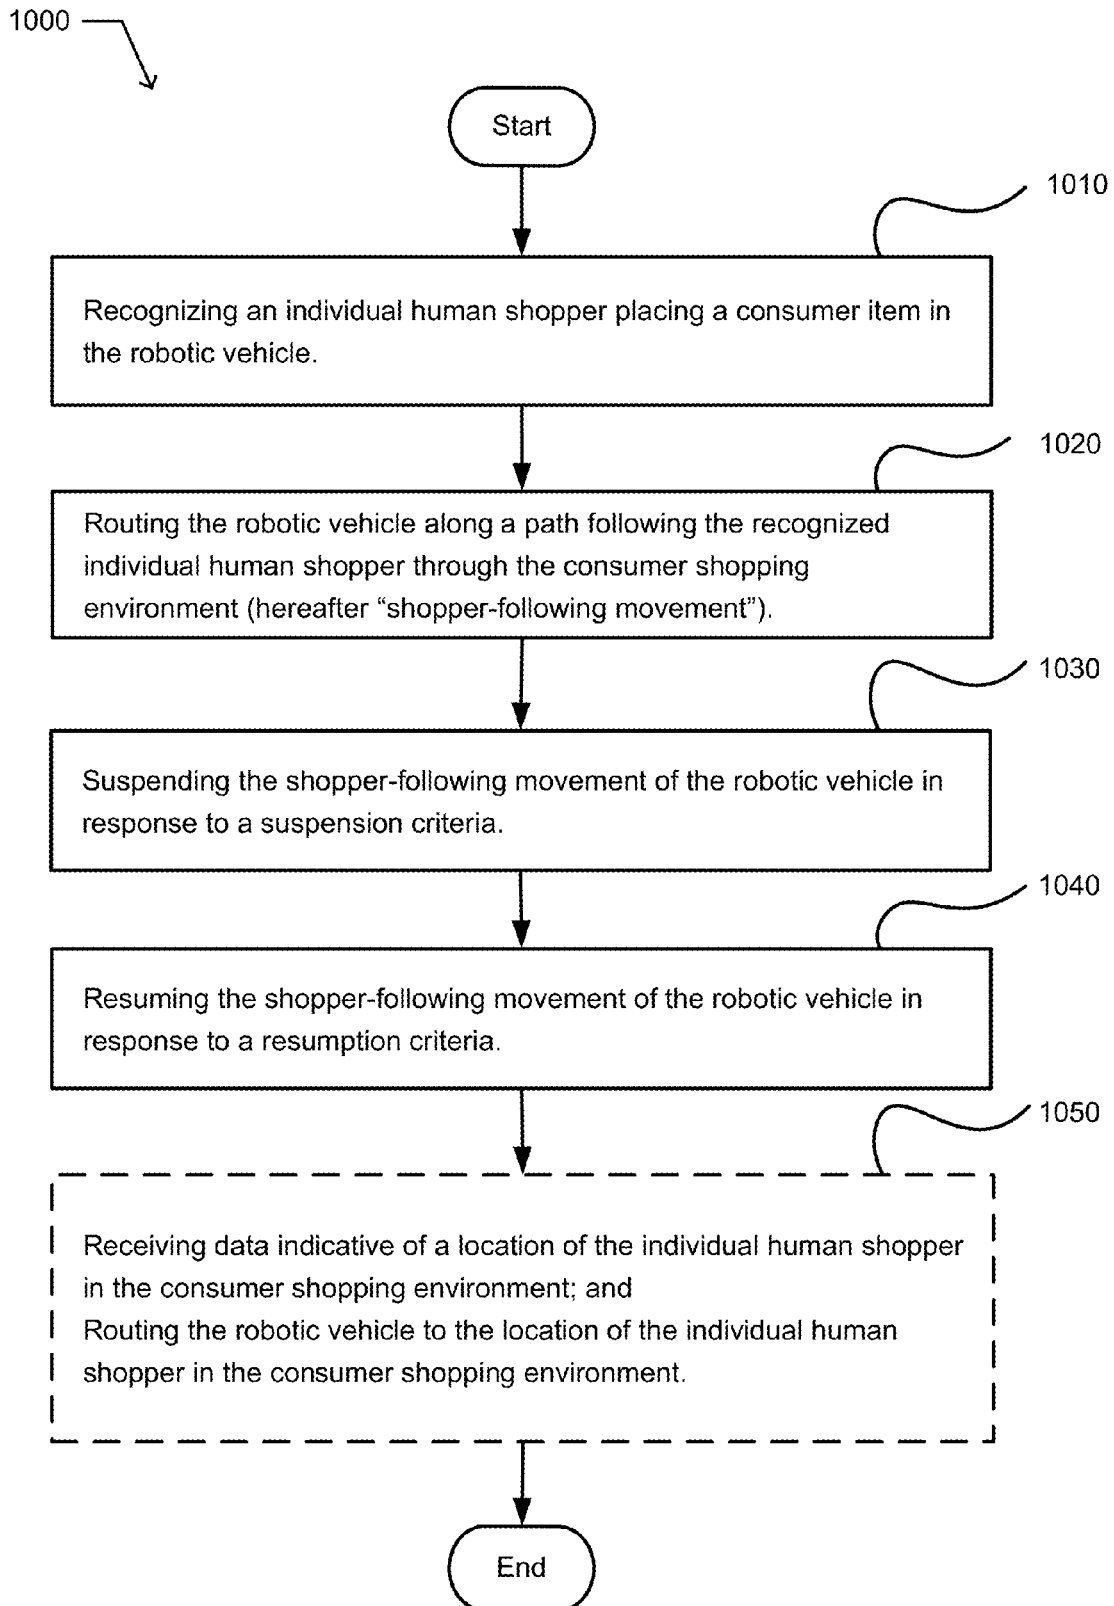 1000
Start
1010
Recognizing an individual human shopper placing a consumer item in
the robotic vehicle.
1020
Routing the robotic vehicle along a path following the recognized
individual human shopper through the consumer shopping
environment (hereafter “shopper-following movement”).
1030
Suspending the shopper-following movement of the robotic vehicle in
response to a suspension criteria.
1040
Resuming the shopper-following movement of the robotic vehicle in
response to a resumption criteria.
1050
Receiving data indicative of a location of the individual human shopper
in the consumer shopping environment; and
Routing the robotic vehicle to the location of the individual human
shopper in the consumer shopping environment.
End